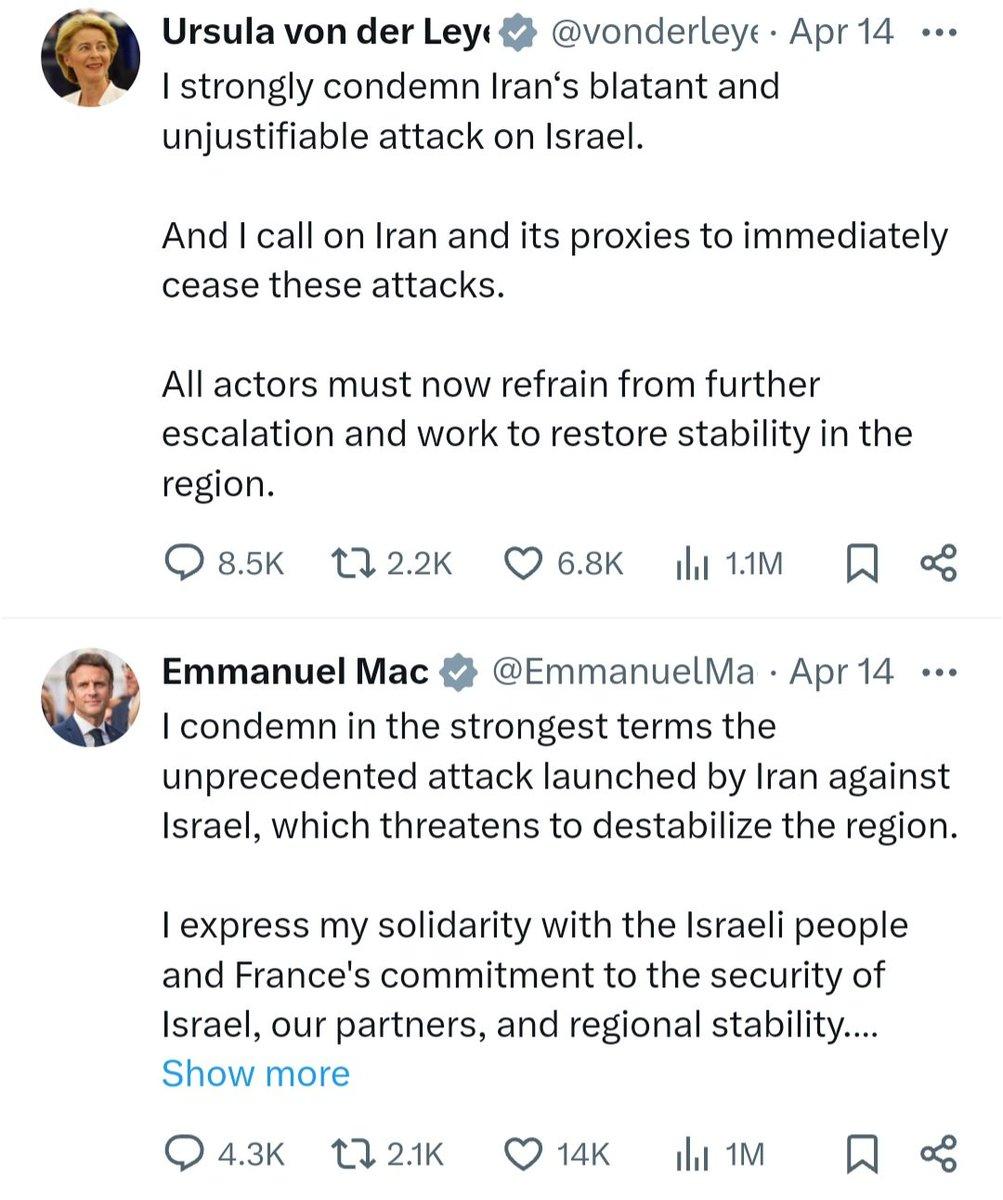 Ursula von der Leye @vonderleye · Apr 14 •••
I strongly condemn Iran‘s blatant and
unjustifiable attack on Israel.
And I call on Iran and its proxies to immediately
cease these attacks.
All actors must now refrain from further
escalation and work to restore stability in the
region.
8.5K 2.2K 6.8K 1.1M
Emmanuel Mac @EmmanuelMa · Apr 14 •••
I condemn in the strongest terms the
unprecedented attack launched by Iran against
Israel, which threatens to destabilize the region.
I express my solidarity with the Israeli people
and France's commitment to the security of
Israel, our partners, and regional stability....
Show more
4.3K 2.1K 14K 1M